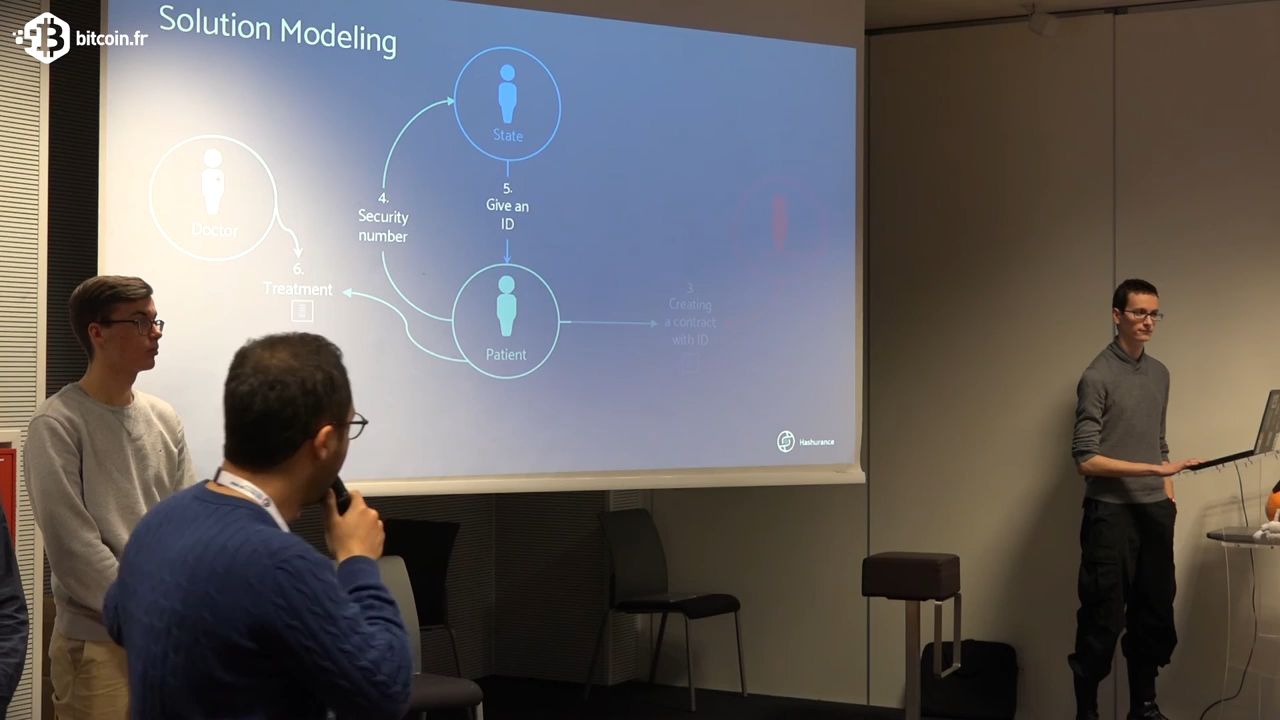 bitcoin.fr
Solution Modeling
State
Doctor
4.
Security
number
5.
Give an
ID
6.
Treatment
Patient
3.
Creating
a contract
with ID
Hashurance